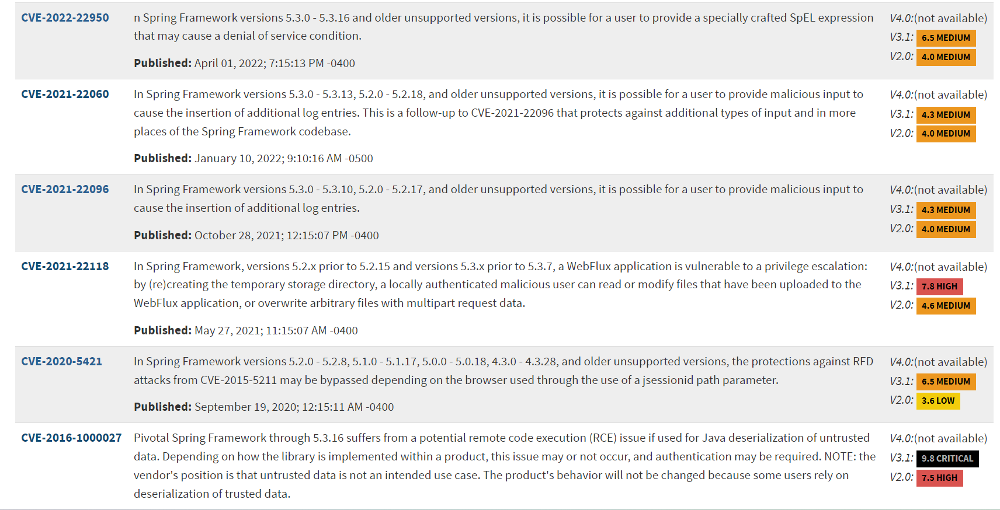 CVE-2022-22950
n Spring Framework versions 5.3.0 - 5.3.16 and older unsupported versions, it is possible for a user to provide a specially crafted SpEL expression
that may cause a denial of service condition.
Published: April 01, 2022; 7:15:13 PM -0400
V4.0:(not available)
V3.1: 6.5 MEDIUM
V2.0: 4.0 MEDIUM
CVE-2021-22060
In Spring Framework versions 5.3.0 - 5.3.13, 5.2.0 - 5.2.18, and older unsupported versions, it is possible for a user to provide malicious input to
cause the insertion of additional log entries. This is a follow-up to CVE-2021-22096 that protects against additional types of input and in more
places of the Spring Framework codebase.
Published: January 10, 2022; 9:10:16 AM -0500
V4.0:(not available)
V3.1: 4.3 MEDIUM
V2.0: 4.0 MEDIUM
CVE-2021-22096
In Spring Framework versions 5.3.0 - 5.3.10, 5.2.0 - 5.2.17, and older unsupported versions, it is possible for a user to provide malicious input to
cause the insertion of additional log entries.
Published: October 28, 2021; 12:15:07 PM -0400
V4.0:(not available)
V3.1: 4.3 MEDIUM
V2.0: 4.0 MEDIUM
CVE-2021-22118
In Spring Framework, versions 5.2.x prior to 5.2.15 and versions 5.3.x prior to 5.3.7, a WebFlux application is vulnerable to a privilege escalation:
by (re)creating the temporary storage directory, a locally authenticated malicious user can read or modify files that have been uploaded to the
WebFlux application, or overwrite arbitrary files with multipart request data.
Published: May 27, 2021; 11:15:07 AM -0400
V4.0:(not available)
V3.1: 7.8 HIGH
V2.0: 4.6 MEDIUM
CVE-2020-5421
In Spring Framework versions 5.2.0 - 5.2.8, 5.1.0 - 5.1.17, 5.0.0 - 5.0.18, 4.3.0 - 4.3.28, and older unsupported versions, the protections against RFD
attacks from CVE-2015-5211 may be bypassed depending on the browser used through the use of a jsessionid path parameter.
Published: September 19, 2020; 12:15:11 AM -0400
V4.0:(not available)
V3.1: 6.5 MEDIUM
V2.0: 3.6 LOW
CVE-2016-1000027
Pivotal Spring Framework through 5.3.16 suffers from a potential remote code execution (RCE) issue if used for Java deserialization of untrusted
data. Depending on how the library is implemented within a product, this issue may or not occur, and authentication may be required. NOTE: the
vendor's position is that untrusted data is not an intended use case. The product's behavior will not be changed because some users rely on
deserialization of trusted data.
V4.0:(not available)
V3.1: 9.8 CRITICAL
V2.0: 7.5 HIGH